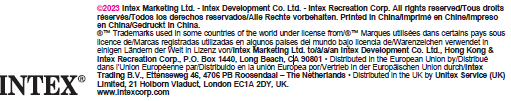 ©2023 Intex Marketing Ltd. - Intex Development Co. Ltd. - Intex Recreation Corp. All rights reserved/Tous droits
réservés/Todos los derechos reservados/Alle Rechte vorbehalten. Printed in China/Imprimé en Chine/Impreso
en China/Gedruckt in China.
®™ Trademarks used in some countries of the world under license from/®™ Marques utilisées dans certains pays sous
licence de/Marcas registradas utilizadas en algunos países del mundo bajo licencia de/Warenzeichen verwendet in
einigen Ländern der Welt in Lizenz von/Intex Marketing Ltd. to/à/a/an Intex Development Co. Ltd., Hong Kong &
Intex Recreation Corp., P.O. Box 1440, Long Beach, CA 90801 • Distributed in the European Union by/Distribué
dans l'Union Européenne par/Distribuido en la unión Europea por/Vertrieb in der Europäischen Union durch/Intex
Trading B.V., Ettenseweg 46, 4706 PB Roosendaal – The Netherlands • Distributed in the UK by Unitex Service (UK)
Limited, 21 Holborn Viaduct, London EC1A 2DY, UK.
www.intexcorp.com
INTEX®